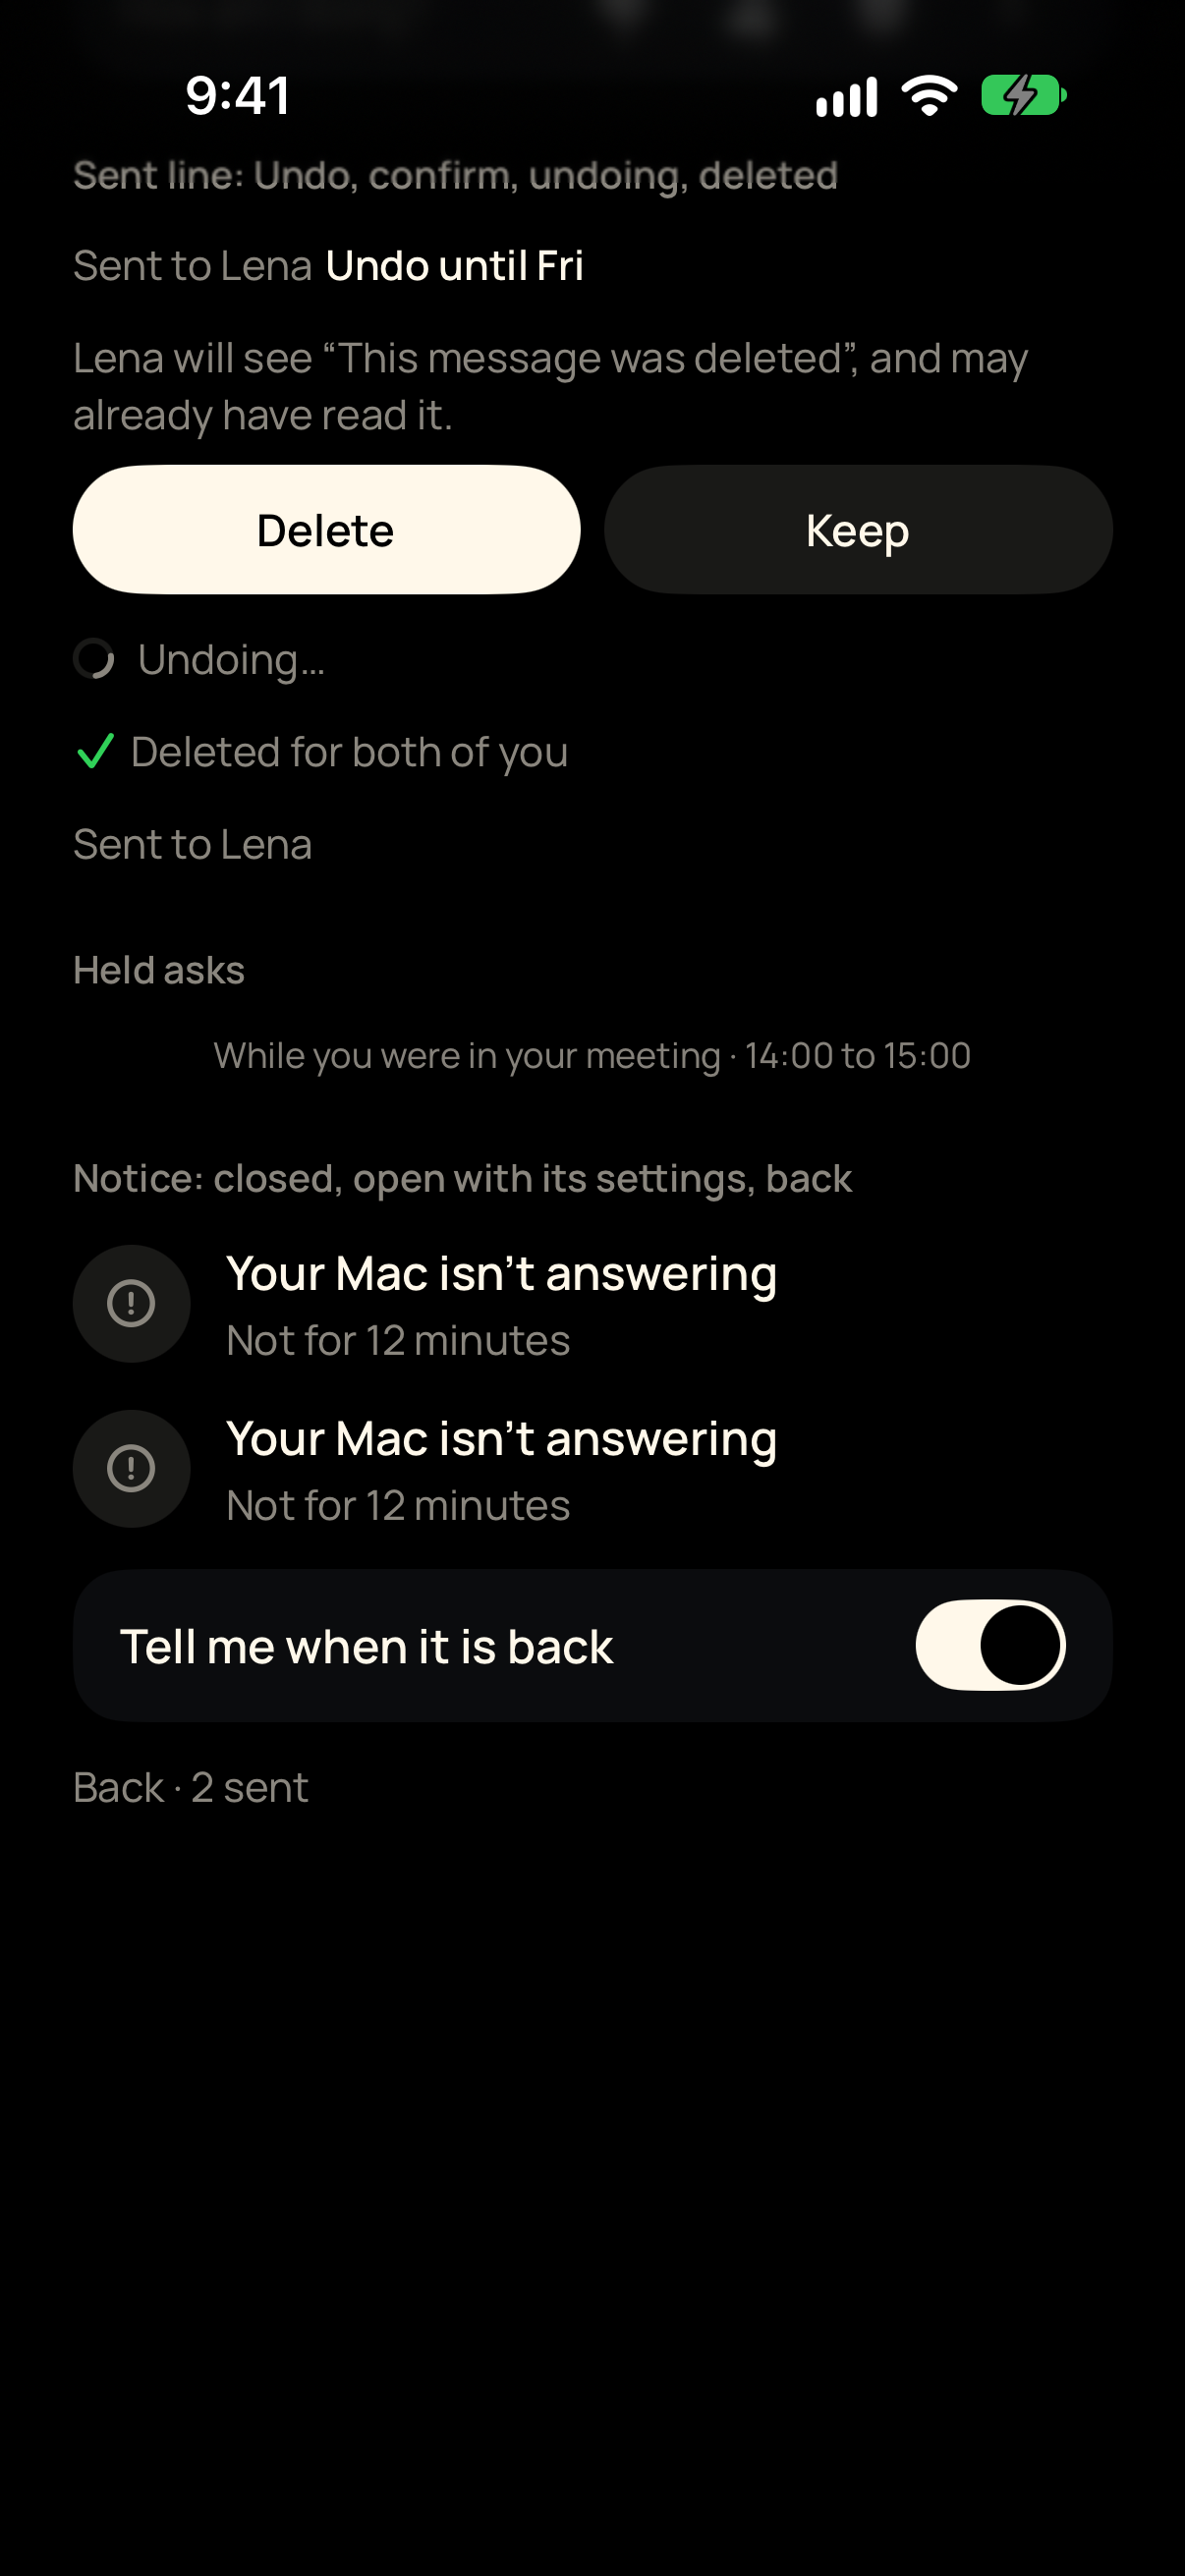 9:41
Sent line: Undo, confirm, undoing, deleted
Sent to Lena Undo until Fri
Lena will see “This message was deleted”, and may
already have read it.
Delete
Keep
Undoing…
Deleted for both of you
Sent to Lena
Held asks
While you were in your meeting · 14:00 to 15:00
Notice: closed, open with its settings, back
Your Mac isn’t answering
Not for 12 minutes
Your Mac isn’t answering
Not for 12 minutes
Tell me when it is back
Back · 2 sent